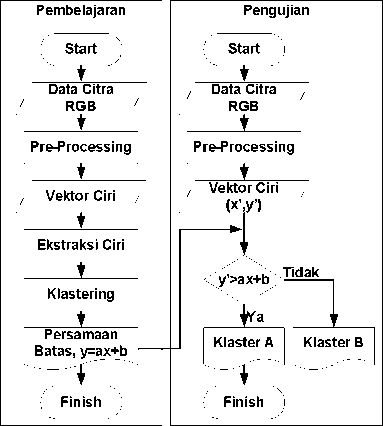 Pembelajaran
Start
Data Citra
RGB
Pre-Processing
Vektor Ciri
Ekstraksi Ciri
Klastering
Persamaan
Batas, y=ax+b
Finish
Pengujian
Start
Data Citra
RGB
Pre-Processing
Vektor Ciri
(x',y')
y'>ax+b
Tidak
Ya
Klaster A
Klaster B
Finish